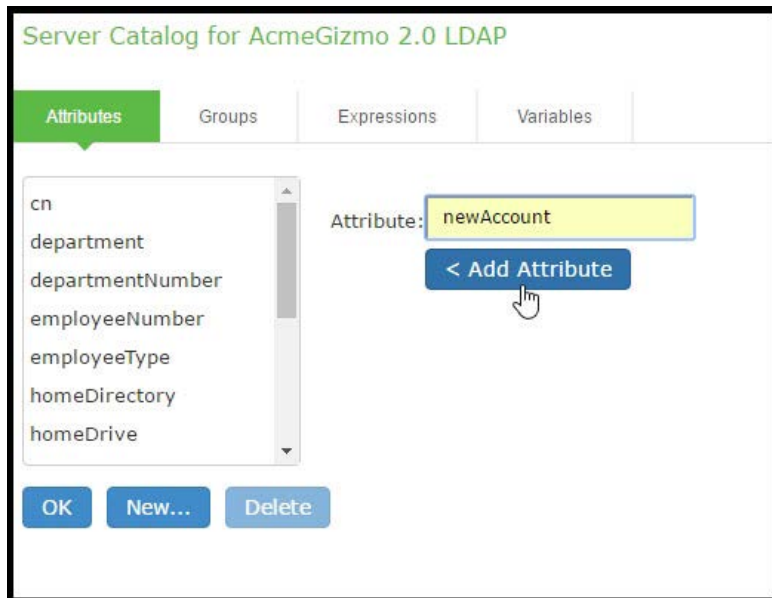 Server Catalog for AcmeGizmo 2.0 LDAP
Attributes Groups Expressions Variables
cn
department
departmentNumber
employeeNumber
employeeType
homeDirectory
homeDrive
Attribute: newAccount
< Add Attribute
OK New... Delete